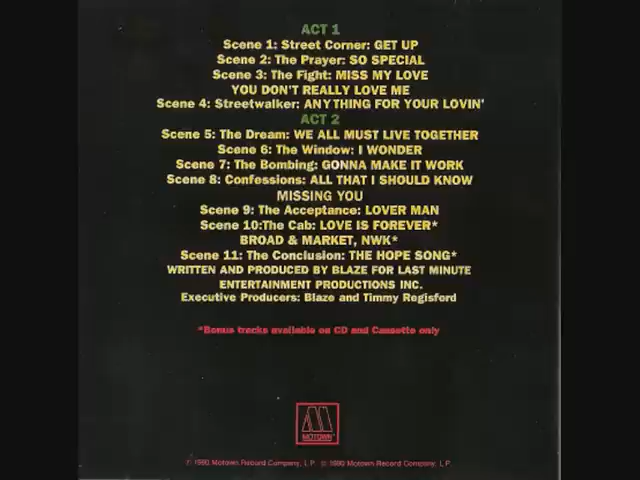 ACT 1
Scene 1: Street Corner: GET UP
Scene 2: The Prayer: SO SPECIAL
Scene 3: The Fight: MISS MY LOVE
YOU DON'T REALLY LOVE ME
Scene 4: Streetwalker: ANYTHING FOR YOUR LOVIN'
ACT 2
Scene 5: The Dream: WE ALL MUST LIVE TOGETHER
Scene 6: The Window: I WONDER
Scene 7: The Bombing: GONNA MAKE IT WORK
Scene 8: Confessions: ALL THAT I SHOULD KNOW
MISSING YOU
Scene 9: The Acceptance: LOVER MAN
Scene 10:The Cab: LOVE IS FOREVER*
BROAD & MARKET, NWK*
Scene 11: The Conclusion: THE HOPE SONG*
WRITTEN AND PRODUCED BY BLAZE FOR LAST MINUTE
ENTERTAINMENT PRODUCTIONS INC.
Executive Producers: Blaze and Timmy Regisford
*Bonus tracks available on CD and Cassette only
MOTOWN
℗ 1990 Motown Record Company, L.P. © 1990 Motown Record Company, L.P.